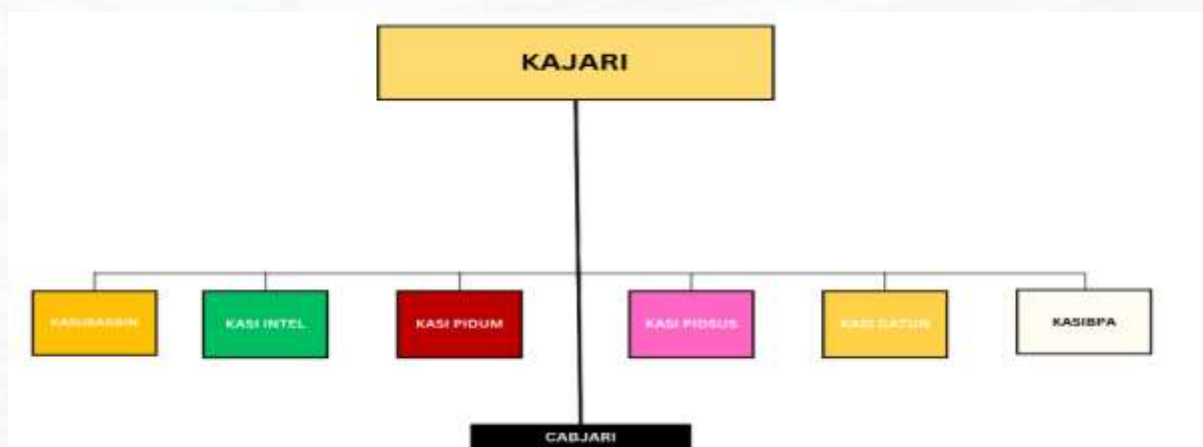 KAJARI
KASUBAGBIN
KASI INTEL
KASI PIDUM
KASI PIDSUS
KASI DATUN
KASIBPA
CABJARI